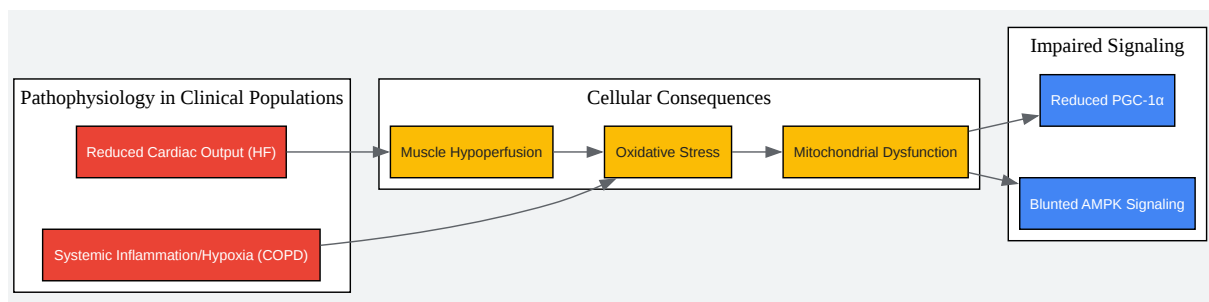 Pathophysiology in Clinical Populations
Reduced Cardiac Output (HF)
Systemic Inflammation/Hypoxia (COPD)
Cellular Consequences
Muscle Hypoperfusion
Oxidative Stress
Mitochondrial Dysfunction
Impaired Signaling
Reduced PGC-1α
Blunted AMPK Signaling